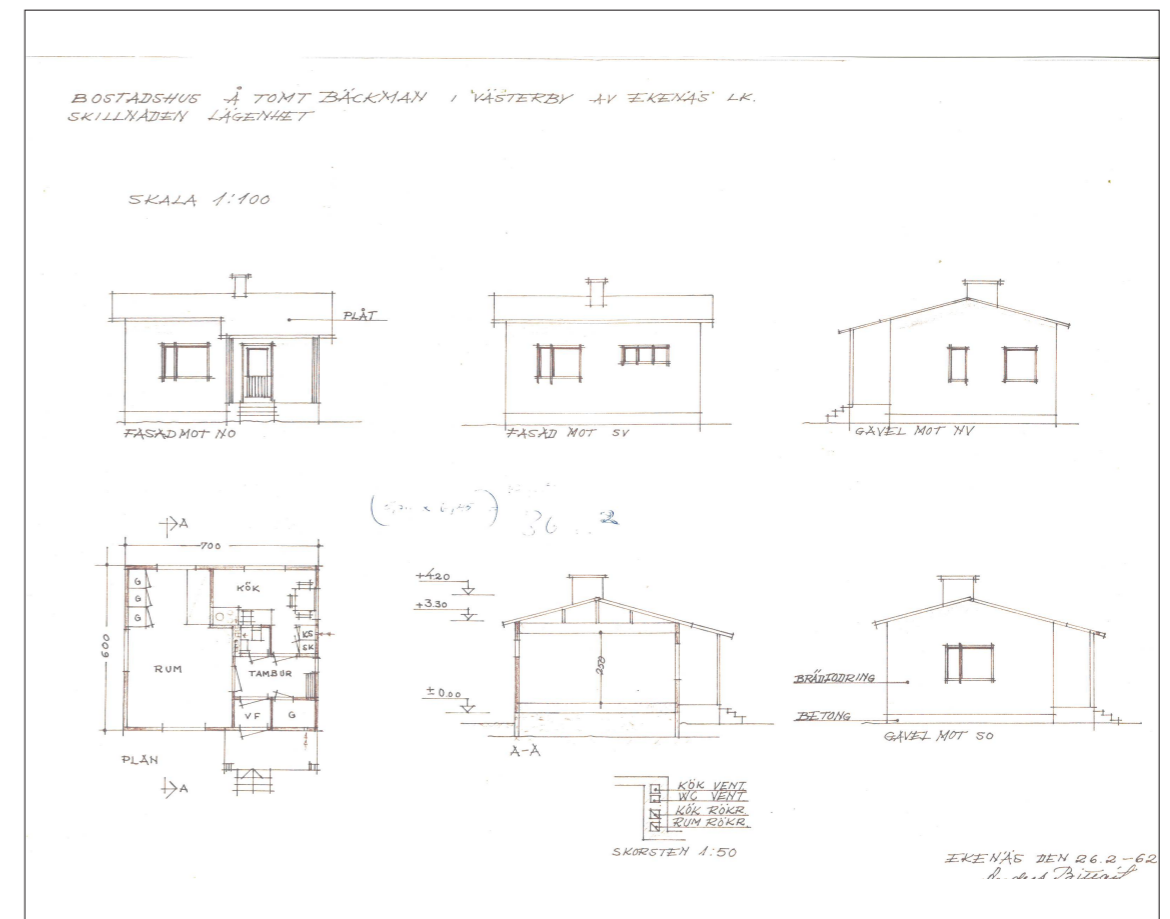 BOSTADSHUS Å TOMT BÄCKMAN I VÄSTERBY AV EKENÄS LK.
SKILLNADEN LÄGENHET
SKALA 1:100
PLÅT
FASAD MOT NO
FASAD MOT SV
GAVEL MOT NV
A
700
600
G
G
G
KÖK
KS
SK
RUM
TAMBUR
VF
G
PLAN
A
+4.20
+3.30
250
±0.00
A-A
BRÄDFODRING
BETONG
GAVEL MOT SO
KÖK VENT.
WC VENT
KÖK RÖKR.
RUM RÖKR.
SKORSTEN 1:50
EKENÄS DEN 26.2-62